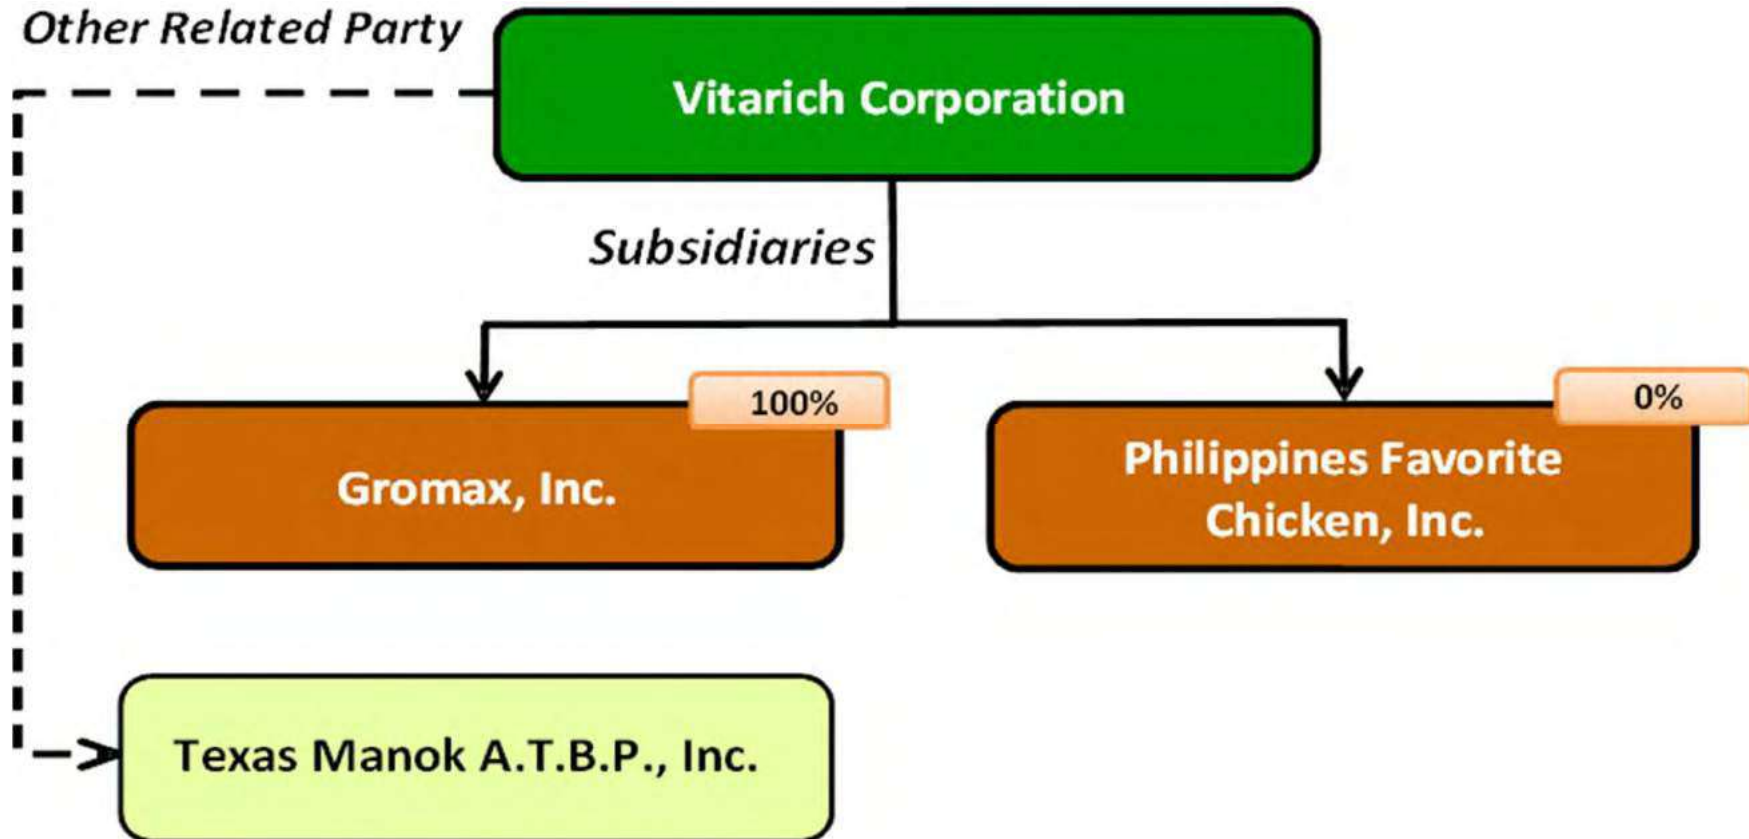 Other Related Party
Vitarich Corporation
Subsidiaries
100%
0%
Gromax, Inc.
Philippines Favorite
Chicken, Inc.
Texas Manok A.T.B.P., Inc.